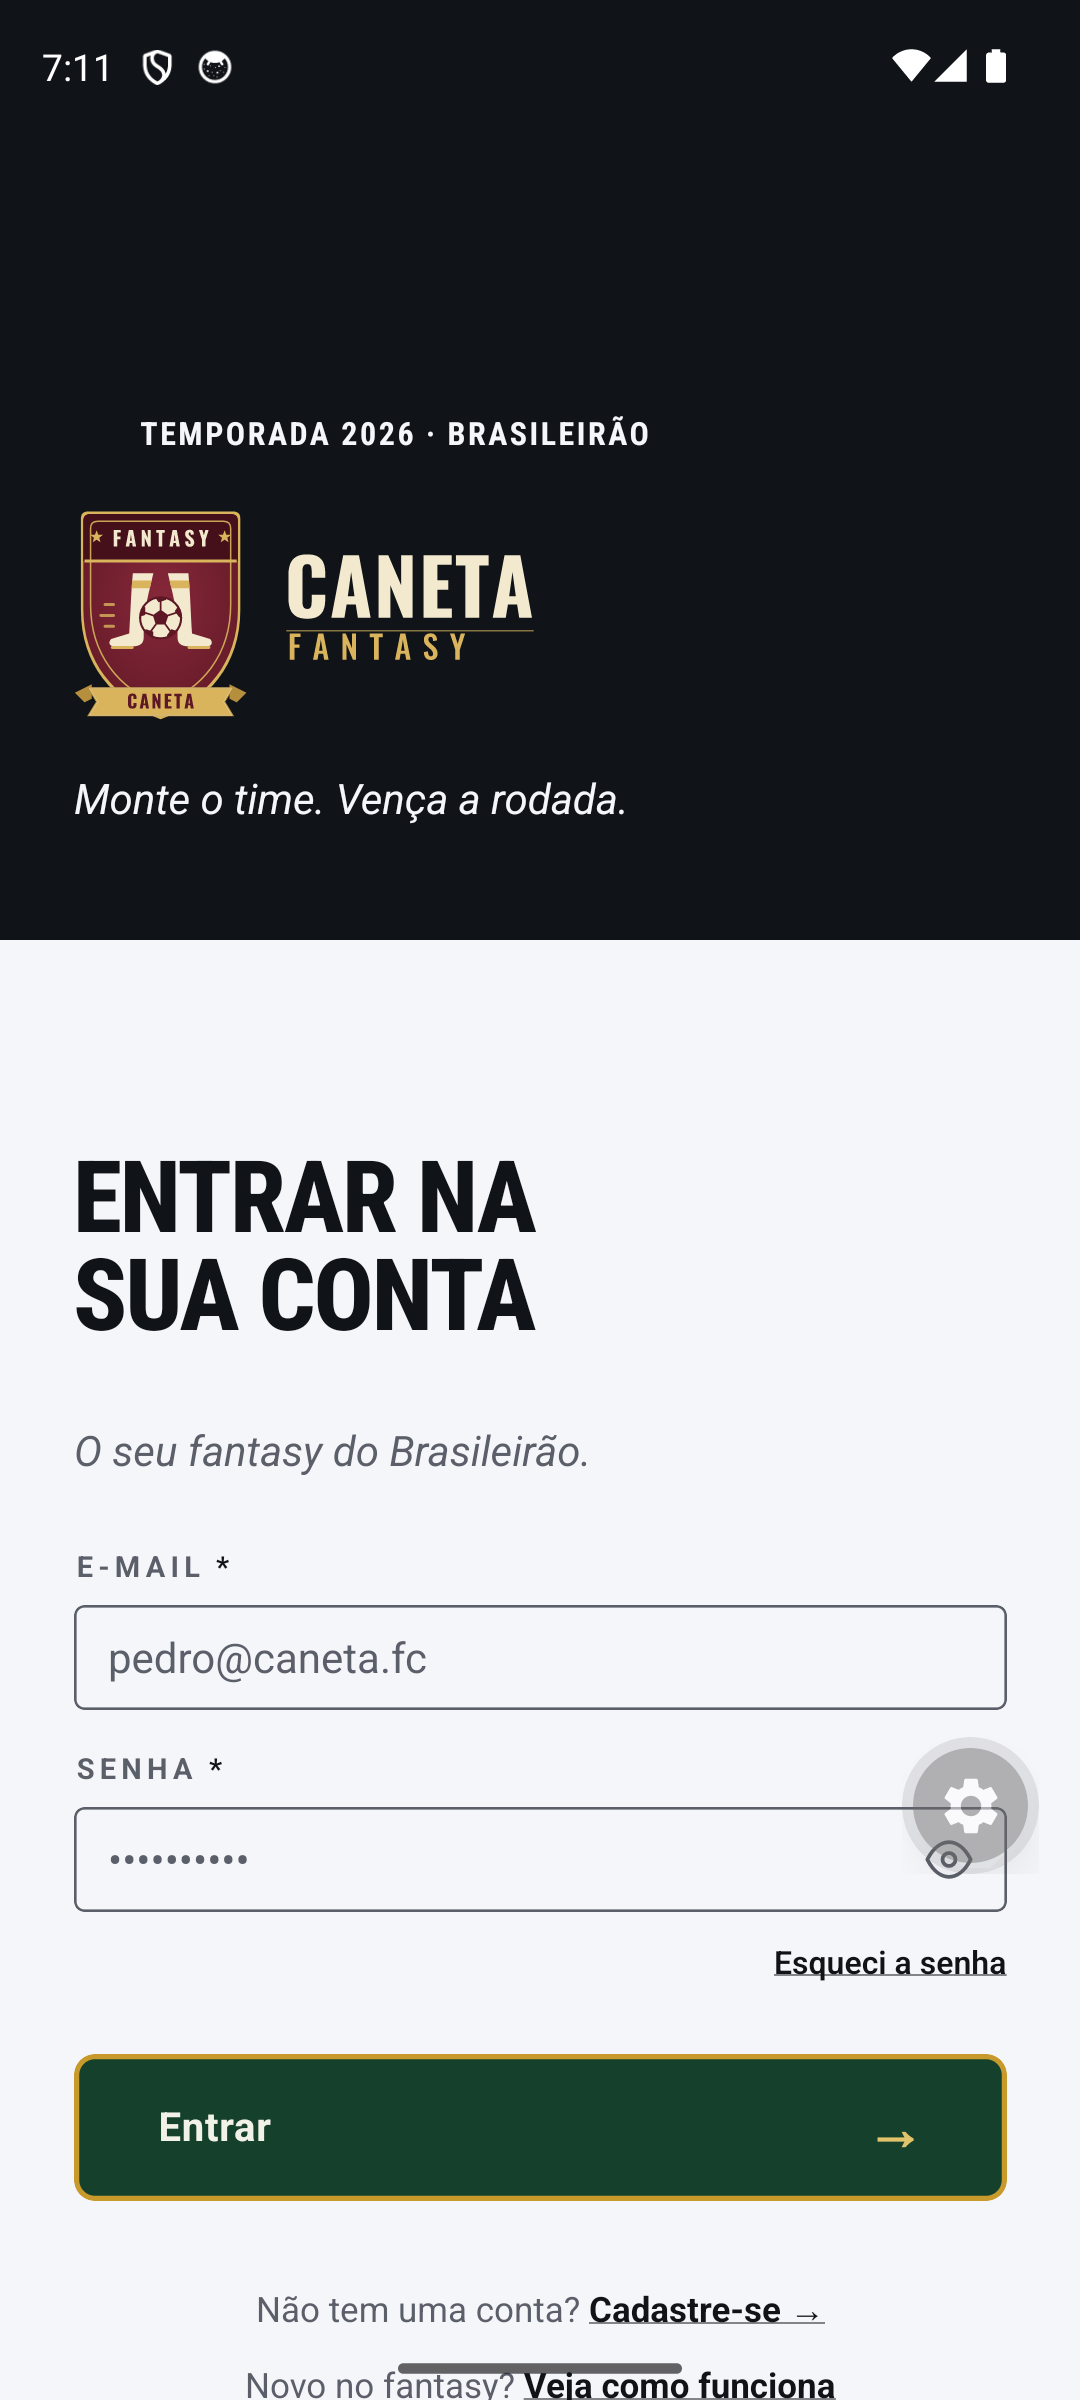 7:11
TEMPORADA 2026 · BRASILEIRÃO
FANTASY
CANETA
CANETA
FANTASY
Monte o time. Vença a rodada.
ENTRAR NA
SUA CONTA
O seu fantasy do Brasileirão.
E-MAIL *
pedro@caneta.fc
SENHA *
••••••••••
Esqueci a senha
Entrar →
Não tem uma conta? Cadastre-se →
Novo no fantasy? Veja como funciona